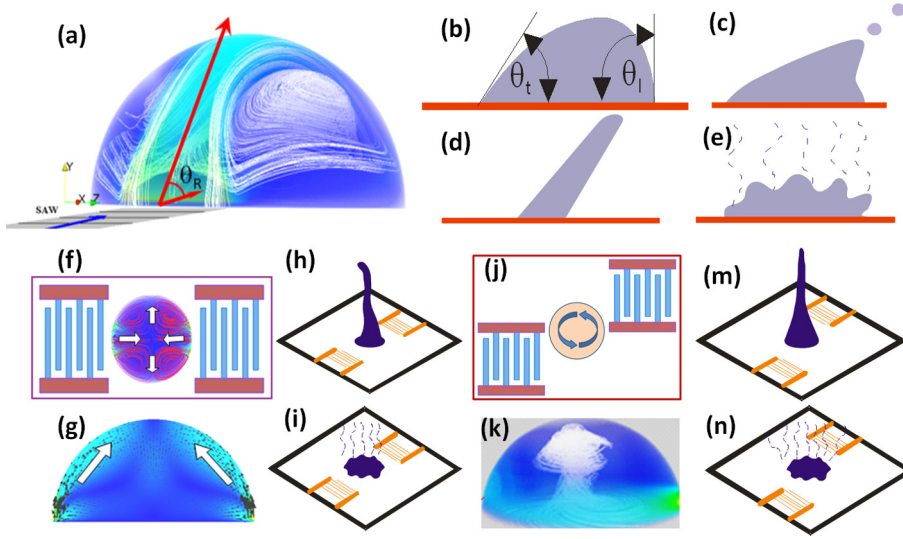 (a)
θR
Y
X
Z
SAW
(b)
θt
θl
(c)
(d)
(e)
(f)
(h)
(j)
(m)
(g)
(i)
(k)
(n)